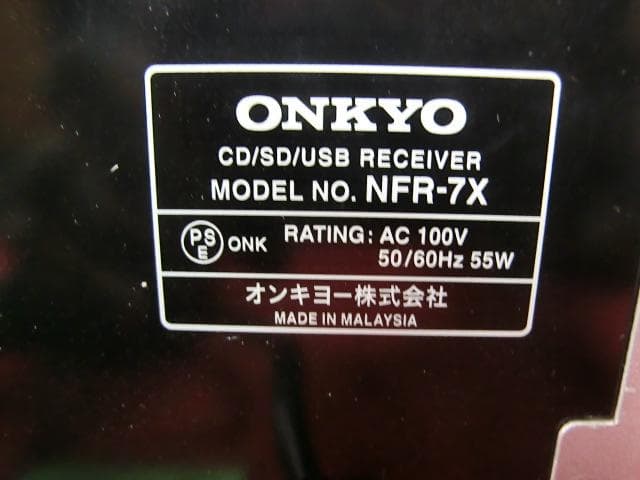 ONKYO
CD/SD/USB RECEIVER
MODEL NO. NFR-7X
PSE ONK RATING: AC 100V
50/60Hz 55W
オンキヨー株式会社
MADE IN MALAYSIA